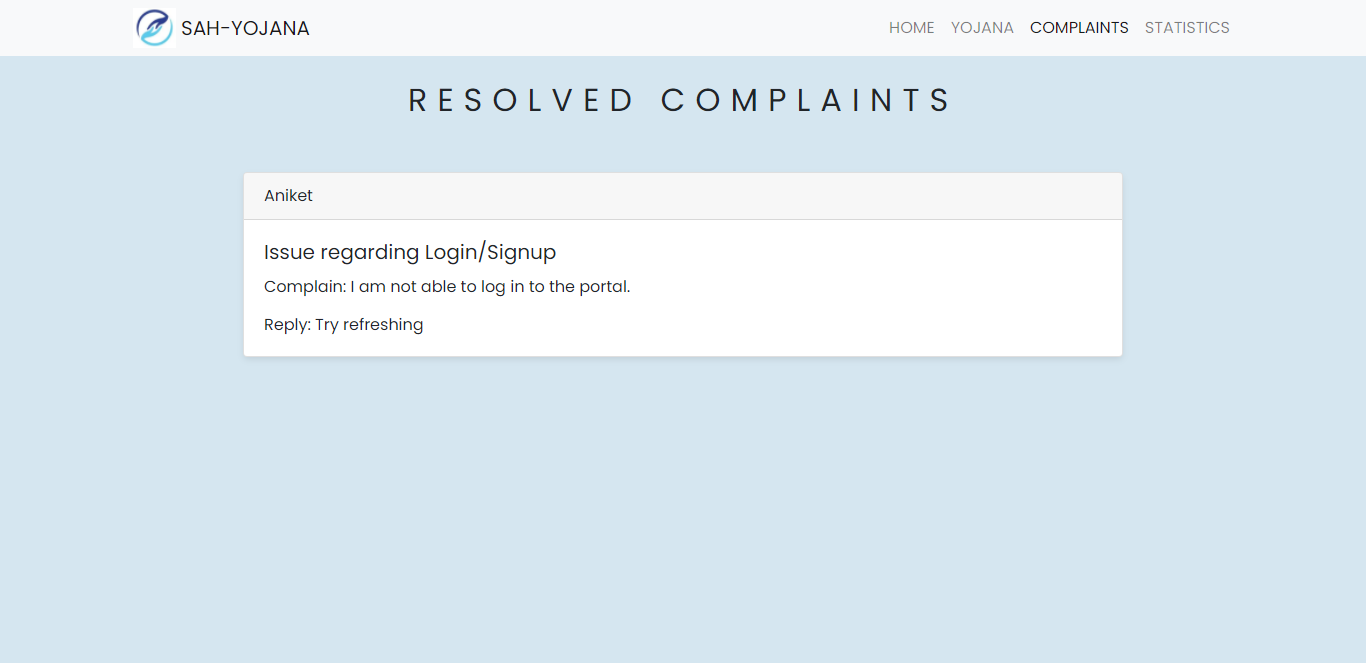 SAH-YOJANA
HOME YOJANA COMPLAINTS STATISTICS
RESOLVED COMPLAINTS
Aniket
Issue regarding Login/Signup
Complain: I am not able to log in to the portal.
Reply: Try refreshing